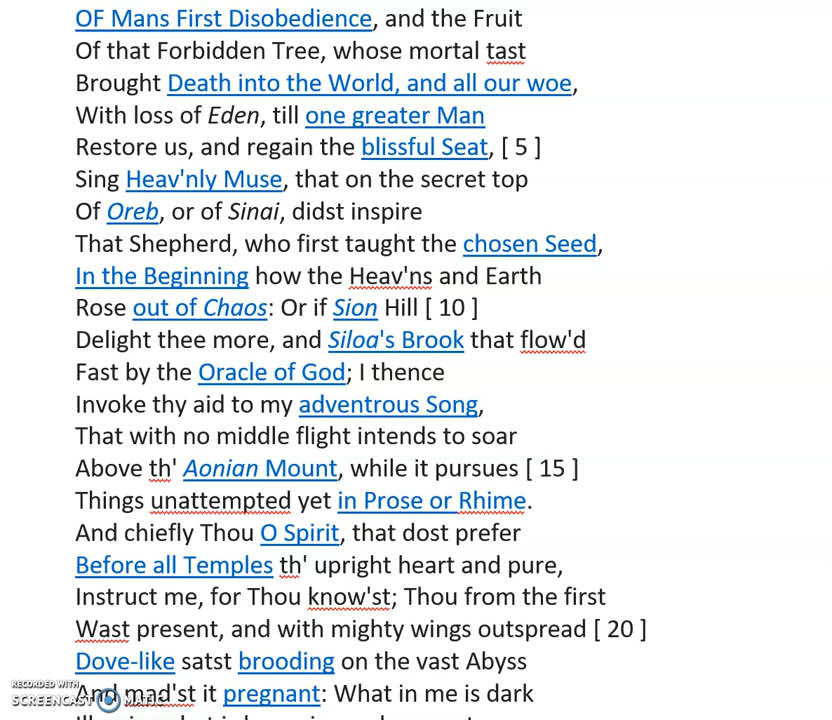 OF Mans First Disobedience, and the Fruit
Of that Forbidden Tree, whose mortal tast
Brought Death into the World, and all our woe,
With loss of Eden, till one greater Man
Restore us, and regain the blissful Seat, [ 5 ]
Sing Heav'nly Muse, that on the secret top
Of Oreb, or of Sinai, didst inspire
That Shepherd, who first taught the chosen Seed,
In the Beginning how the Heav'ns and Earth
Rose out of Chaos: Or if Sion Hill [ 10 ]
Delight thee more, and Siloa's Brook that flow'd
Fast by the Oracle of God; I thence
Invoke thy aid to my adventrous Song,
That with no middle flight intends to soar
Above th' Aonian Mount, while it pursues [ 15 ]
Things unattempted yet in Prose or Rhime.
And chiefly Thou O Spirit, that dost prefer
Before all Temples th' upright heart and pure,
Instruct me, for Thou know'st; Thou from the first
Wast present, and with mighty wings outspread [ 20 ]
Dove-like satst brooding on the vast Abyss
And mad'st it pregnant: What in me is dark
RECORDED WITH
SCREENCAST MATIC